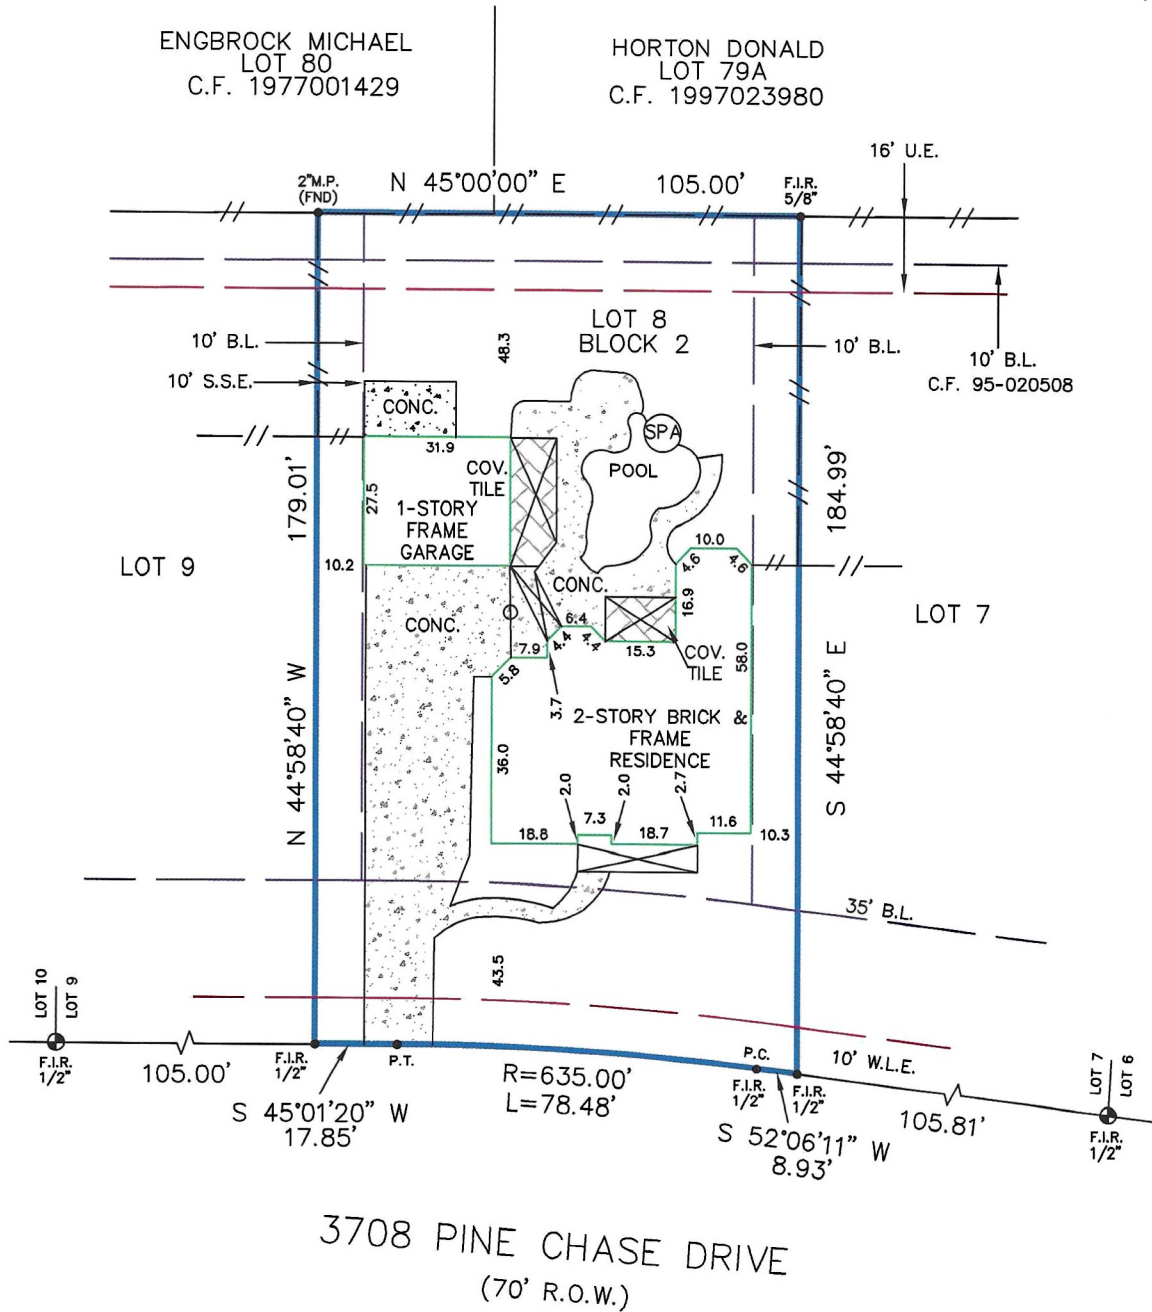 ENGBROCK MICHAEL
LOT 80
C.F. 1977001429
HORTON DONALD
LOT 79A
C.F. 1997023980
16' U.E.
2"M.P.
(FND)
N 45°00'00" E
105.00'
F.I.R.
5/8"
LOT 8
BLOCK 2
10' B.L.
48.3
10' B.L.
10' B.L.
C.F. 95-020508
10' S.S.E.
CONC.
SPA
31.9
COV.
TILE
POOL
179.01'
27.5
184.99'
1-STORY
FRAME
GARAGE
10.0
4.6
4.6
LOT 9
10.2
CONC.
16.9
LOT 7
CONC.
6.4
4.4
4.4
7.9
15.3
COV.
TILE
58.0
5.8
3.7
2-STORY BRICK &
FRAME
RESIDENCE
N 44°58'40" W
36.0
S 44°58'40" E
2.0
2.0
2.7
7.3
18.8
18.7
11.6
10.3
35' B.L.
43.5
LOT 10
LOT 9
F.I.R.
1/2"
105.00'
F.I.R.
1/2"
P.T.
R=635.00'
L=78.48'
P.C.
F.I.R.
1/2"
F.I.R.
1/2"
10' W.L.E.
LOT 7
LOT 6
105.81'
F.I.R.
1/2"
S 45°01'20" W
17.85'
S 52°06'11" W
8.93'
3708 PINE CHASE DRIVE
(70' R.O.W.)